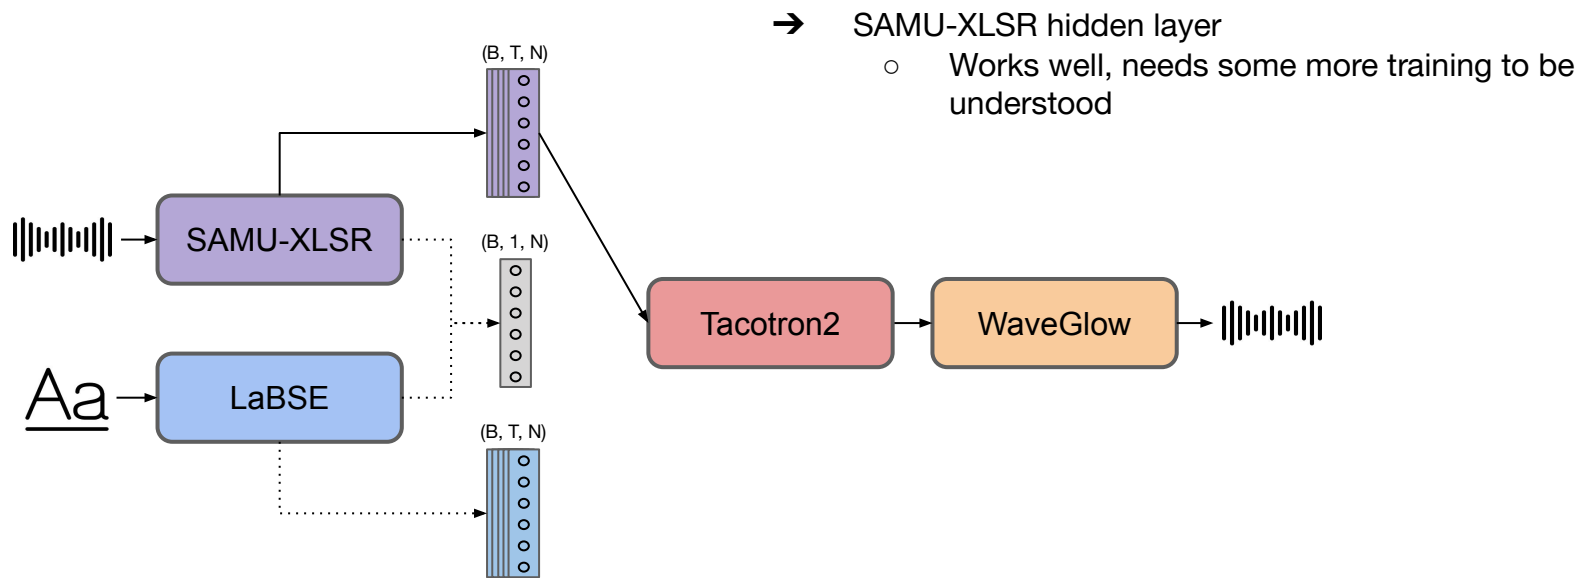 ➔ SAMU-XLSR hidden layer
○ Works well, needs some more training to be
understood
(B, T, N)
SAMU-XLSR
(B, 1, N)
Tacotron2
WaveGlow
Aa
LaBSE
(B, T, N)